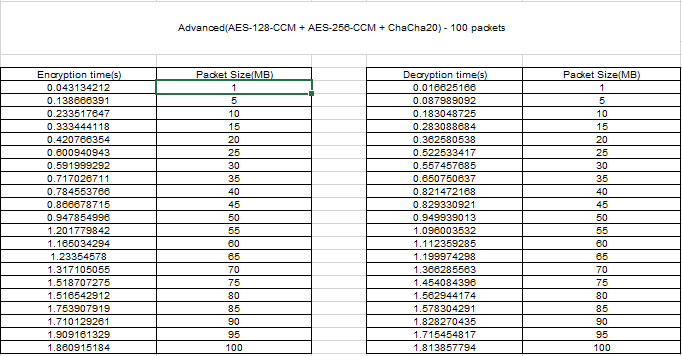 Advanced(AES-128-CCM + AES-256-CCM + ChaCha20) - 100 packets
Encryption time(s) Packet Size(MB) Decryption time(s) Packet Size(MB)
0.043134212 1 0.016625166 1
0.138666391 5 0.087989092 5
0.233517647 10 0.183048725 10
0.333444118 15 0.283088684 15
0.420766354 20 0.362580538 20
0.600940943 25 0.522533417 25
0.591999292 30 0.557457685 30
0.717026711 35 0.650750637 35
0.784553766 40 0.821472168 40
0.866678715 45 0.829330921 45
0.947854996 50 0.949939013 50
1.201779842 55 1.096003532 55
1.165034294 60 1.112359285 60
1.23354578 65 1.199974298 65
1.317105055 70 1.366285563 70
1.518707275 75 1.454084396 75
1.516542912 80 1.562944174 80
1.753907919 85 1.578304291 85
1.710129261 90 1.828270435 90
1.909161329 95 1.715454817 95
1.860915184 100 1.813857794 100